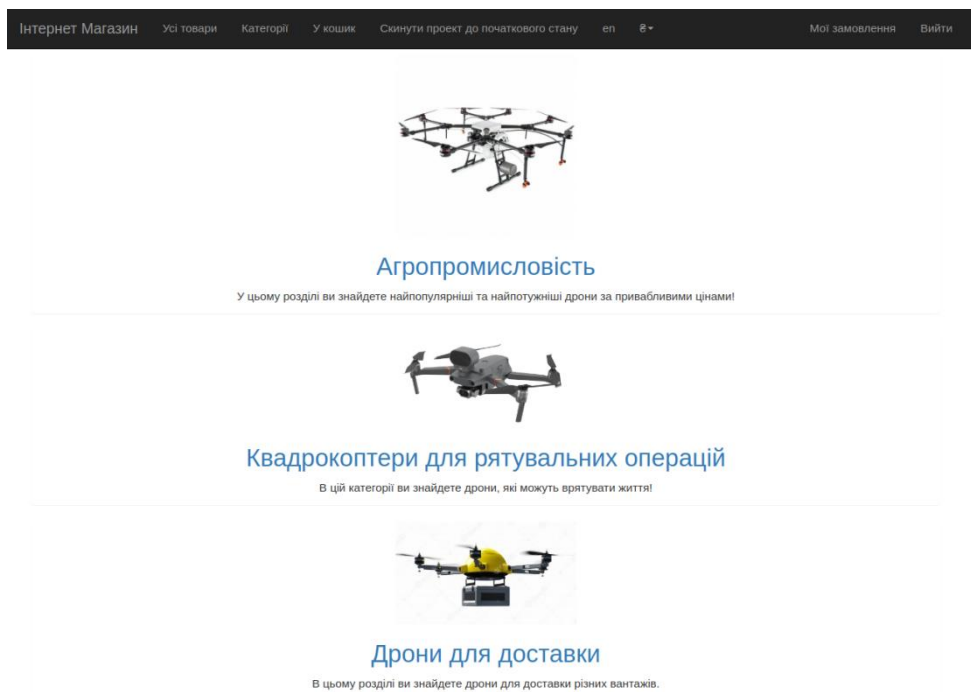 Інтернет Магазин Усі товари Категорії У кошик Скинути проект до початкового стану en ₴ Мої замовлення Вийти
Агропромисловість
У цьому розділі ви знайдете найпопулярніші та найпотужніші дрони за привабливими цінами!
Квадрокоптери для рятувальних операцій
В цій категорії ви знайдете дрони, які можуть врятувати життя!
Дрони для доставки
В цьому розділі ви знайдете дрони для доставки різних вантажів.